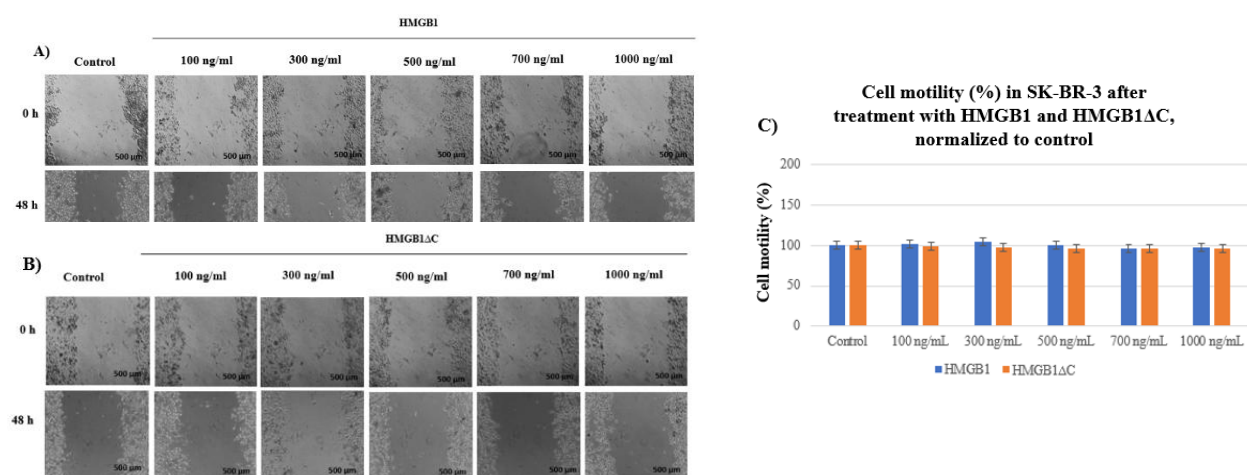 HMGB1
A)
Control 100 ng/ml 300 ng/ml 500 ng/ml 700 ng/ml 1000 ng/ml
0 h
500 µm 500 µm 500 µm 500 µm 500 µm 500 µm
48 h
HMGB1ΔC
B)
Control 100 ng/ml 300 ng/ml 500 ng/ml 700 ng/ml 1000 ng/ml
0 h
500 µm 500 µm 500 µm 500 µm 500 µm 500 µm
48 h
500 µm 500 µm 500 µm 500 µm 500 µm 500 µm
C)
Cell motility (%) in SK-BR-3 after
treatment with HMGB1 and HMGB1ΔC,
normalized to control
Cell motility (%)
200
150
100
50
0
Control 100 ng/mL 300 ng/mL 500 ng/mL 700 ng/mL 1000 ng/mL
HMGB1 HMGB1ΔC